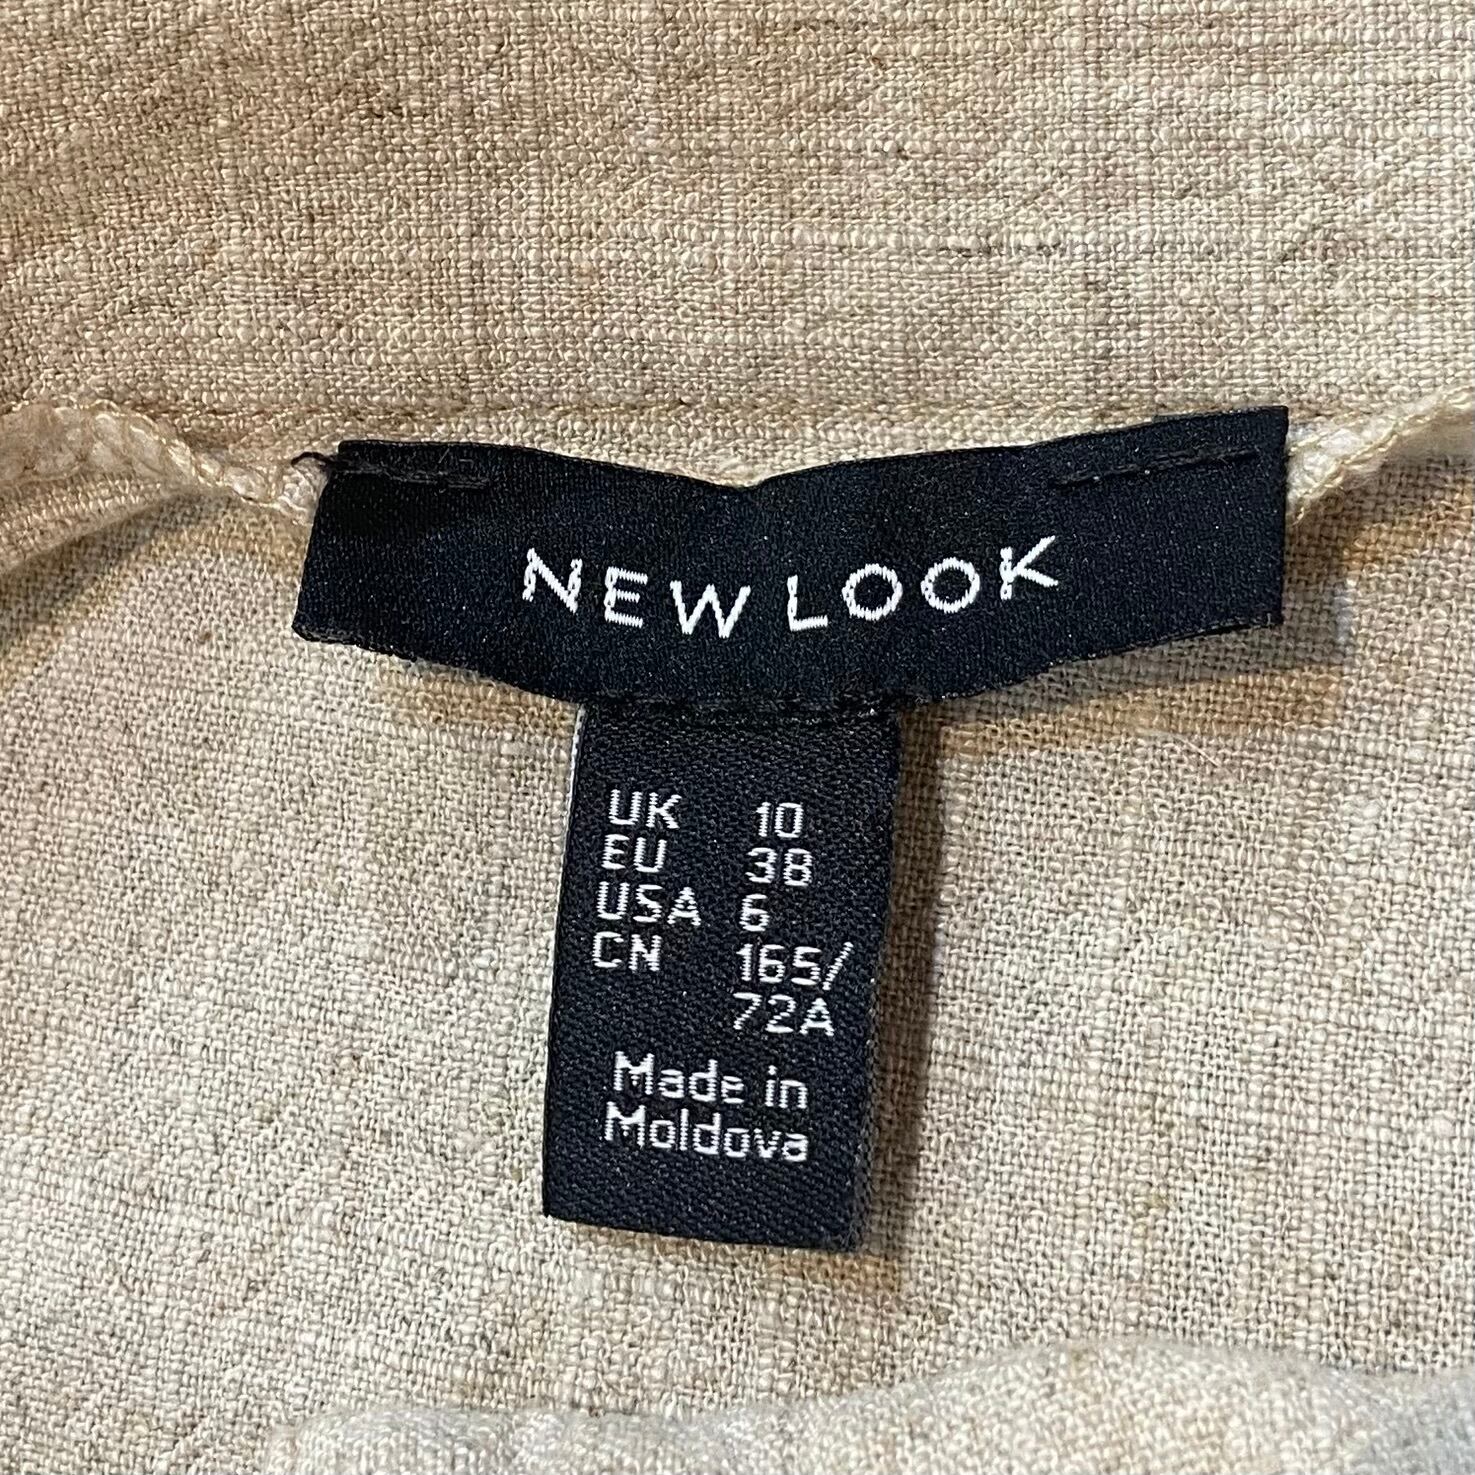 NEW LOOK
UK 10
EU 38
USA 6
CN 165/
72A
Made in
Moldova